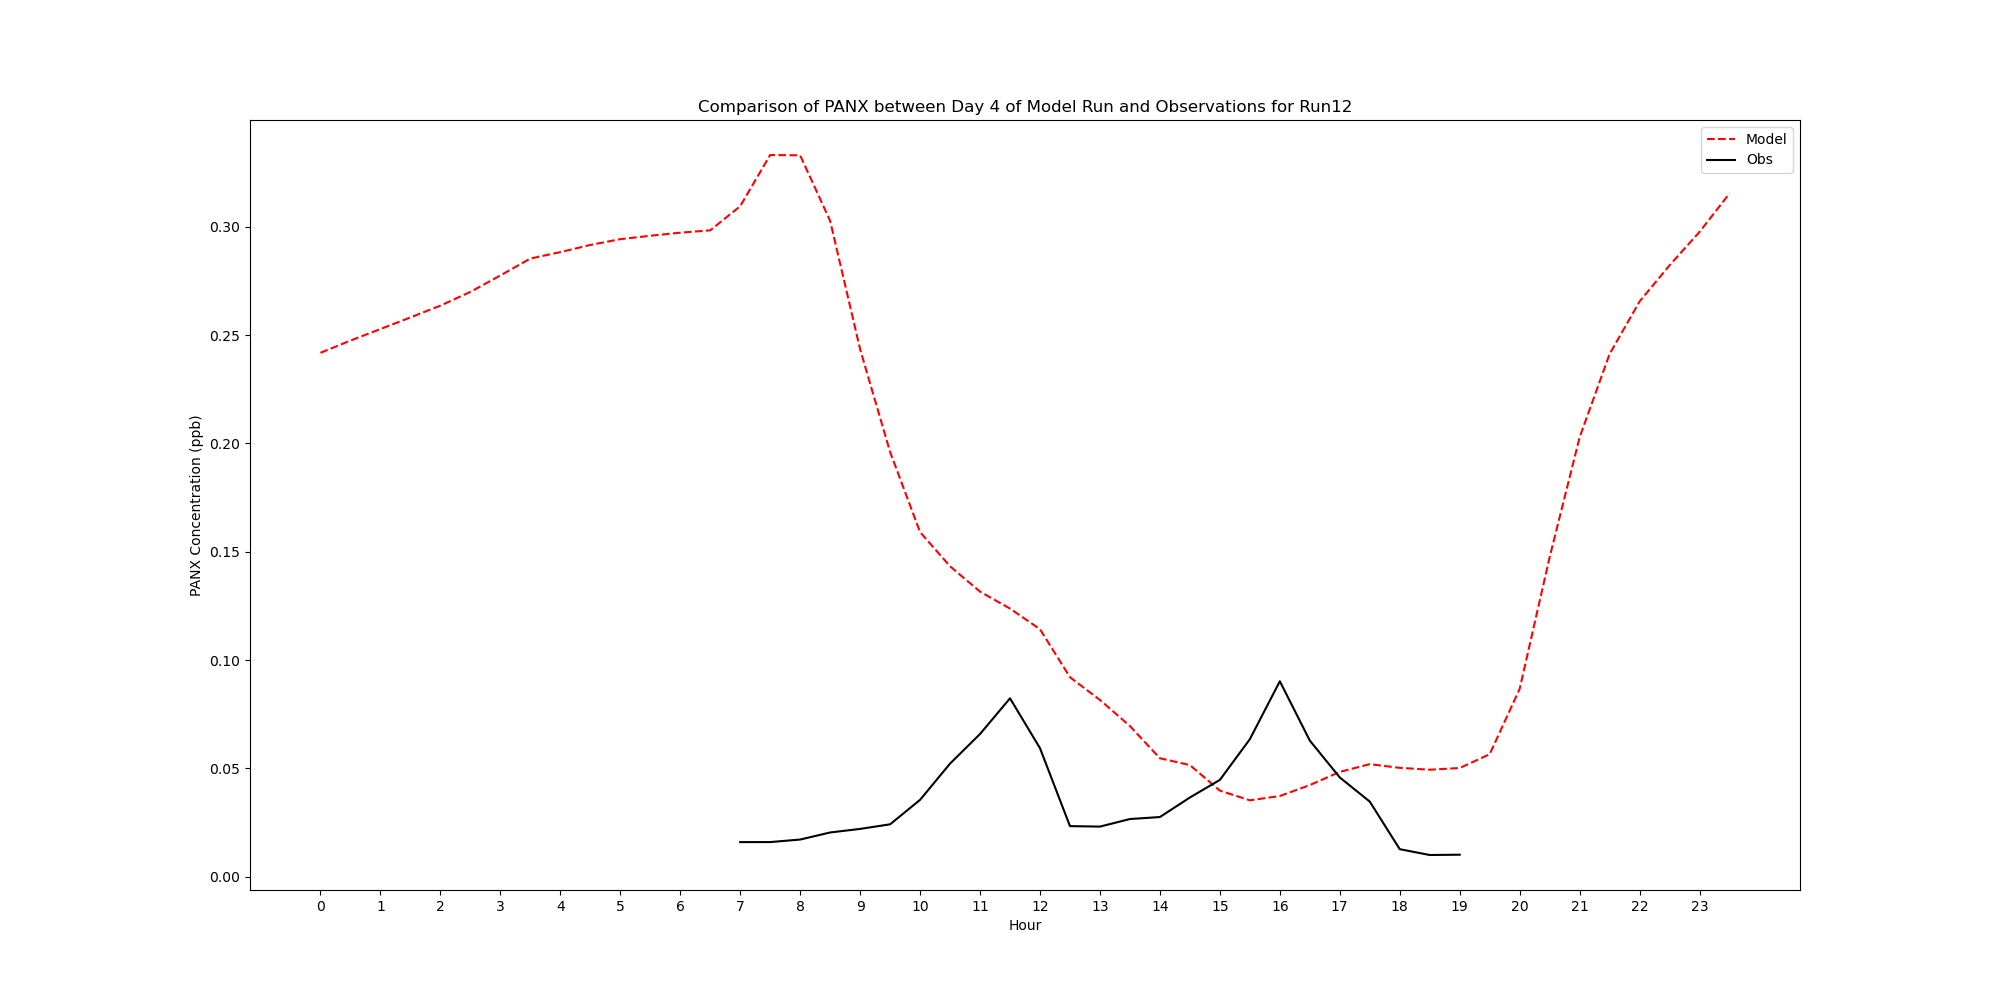 Comparison of PANX between Day 4 of Model Run and Observations for Run12
Model
Obs
PANX Concentration (ppb)
0.30
0.25
0.20
0.15
0.10
0.05
0.00
0 1 2 3 4 5 6 7 8 9 10 11 12 13 14 15 16 17 18 19 20 21 22 23
Hour